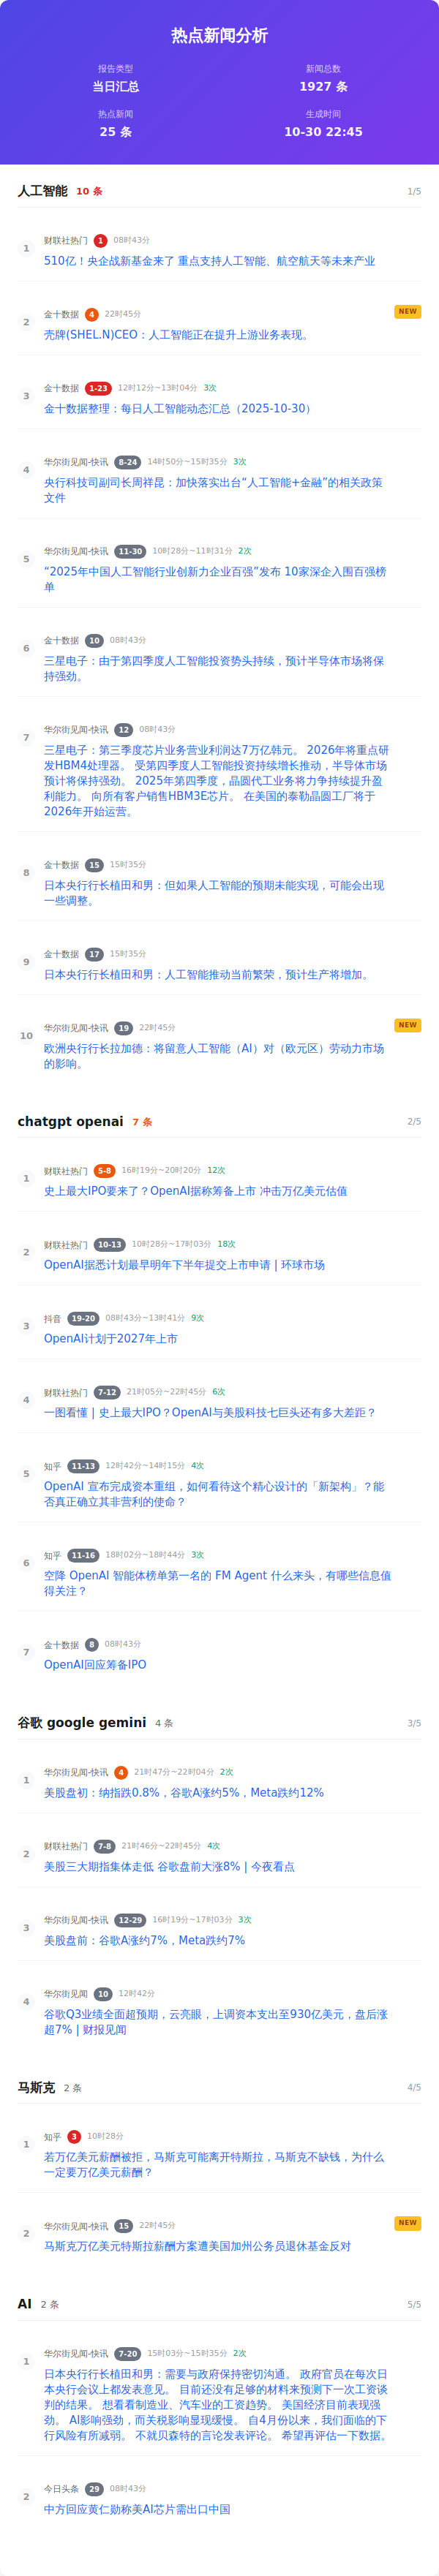 热点新闻分析
报告类型
当日汇总
新闻总数
1927 条
热点新闻
25 条
生成时间
10-30 22:45
人工智能 10 条 1/5
1
财联社热门 1 08时43分
510亿！央企战新基金来了 重点支持人工智能、航空航天等未来产业
2
金十数据 4 22时45分
NEW
壳牌(SHEL.N)CEO：人工智能正在提升上游业务表现。
3
金十数据 1-23 12时12分~13时04分 3次
金十数据整理：每日人工智能动态汇总（2025-10-30）
4
华尔街见闻-快讯 8-24 14时50分~15时35分 3次
央行科技司副司长周祥昆：加快落实出台“人工智能+金融”的相关政策
文件
5
华尔街见闻-快讯 11-30 10时28分~11时31分 2次
“2025年中国人工智能行业创新力企业百强”发布 10家深企入围百强榜
单
6
金十数据 10 08时43分
三星电子：由于第四季度人工智能投资势头持续，预计半导体市场将保
持强劲。
7
华尔街见闻-快讯 12 08时43分
三星电子：第三季度芯片业务营业利润达7万亿韩元。 2026年将重点研
发HBM4处理器。 受第四季度人工智能投资持续增长推动，半导体市场
预计将保持强劲。 2025年第四季度，晶圆代工业务将力争持续提升盈
利能力。 向所有客户销售HBM3E芯片。 在美国的泰勒晶圆工厂将于
2026年开始运营。
8
金十数据 15 15时35分
日本央行行长植田和男：但如果人工智能的预期未能实现，可能会出现
一些调整。
9
金十数据 17 15时35分
日本央行行长植田和男：人工智能推动当前繁荣，预计生产将增加。
10
华尔街见闻-快讯 19 22时45分
NEW
欧洲央行行长拉加德：将留意人工智能（AI）对（欧元区）劳动力市场
的影响。
chatgpt openai 7 条 2/5
1
财联社热门 5-8 16时19分~20时20分 12次
史上最大IPO要来了？OpenAI据称筹备上市 冲击万亿美元估值
2
财联社热门 10-13 10时28分~17时03分 18次
OpenAI据悉计划最早明年下半年提交上市申请 | 环球市场
3
抖音 19-20 08时43分~13时41分 9次
OpenAI计划于2027年上市
4
财联社热门 7-12 21时05分~22时45分 6次
一图看懂 | 史上最大IPO？OpenAI与美股科技七巨头还有多大差距？
5
知乎 11-13 12时42分~14时15分 4次
OpenAI 宣布完成资本重组，如何看待这个精心设计的「新架构」？能
否真正确立其非营利的使命？
6
知乎 11-16 18时02分~18时44分 3次
空降 OpenAI 智能体榜单第一名的 FM Agent 什么来头，有哪些信息值
得关注？
7
金十数据 8 08时43分
OpenAI回应筹备IPO
谷歌 google gemini 4 条 3/5
1
华尔街见闻-快讯 4 21时47分~22时04分 2次
美股盘初：纳指跌0.8%，谷歌A涨约5%，Meta跌约12%
2
财联社热门 7-8 21时46分~22时45分 4次
美股三大期指集体走低 谷歌盘前大涨8% | 今夜看点
3
华尔街见闻-快讯 12-29 16时19分~17时03分 3次
美股盘前：谷歌A涨约7%，Meta跌约7%
4
华尔街见闻 10 12时42分
谷歌Q3业绩全面超预期，云亮眼，上调资本支出至930亿美元，盘后涨
超7% | 财报见闻
马斯克 2 条 4/5
1
知乎 3 10时28分
若万亿美元薪酬被拒，马斯克可能离开特斯拉，马斯克不缺钱，为什么
一定要万亿美元薪酬？
2
华尔街见闻-快讯 15 22时45分
NEW
马斯克万亿美元特斯拉薪酬方案遭美国加州公务员退休基金反对
AI 2 条 5/5
1
华尔街见闻-快讯 7-20 15时03分~15时35分 2次
日本央行行长植田和男：需要与政府保持密切沟通。 政府官员在每次日
本央行会议上都发表意见。 目前还没有足够的材料来预测下一次工资谈
判的结果。 想看看制造业、汽车业的工资趋势。 美国经济目前表现强
劲。 AI影响强劲，而关税影响显现缓慢。 自4月份以来，我们面临的下
行风险有所减弱。 不就贝森特的言论发表评论。 希望再评估一下数据。
2
今日头条 29 08时43分
中方回应黄仁勋称美AI芯片需出口中国